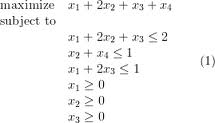 maximize x₁ + 2x₂ + x₃ + x₄
subject to
x₁ + 2x₂ + x₃ ≤ 2
x₂ + x₄ ≤ 1
x₁ + 2x₃ ≤ 1
x₁ ≥ 0 (1)
x₂ ≥ 0
x₃ ≥ 0